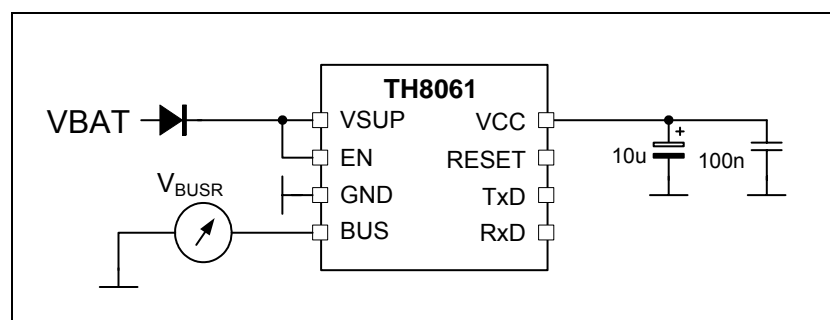 TH8061
VBAT
VSUP
VCC
EN
RESET
10u
+
100n
GND
TxD
VBUSR
BUS
RxD